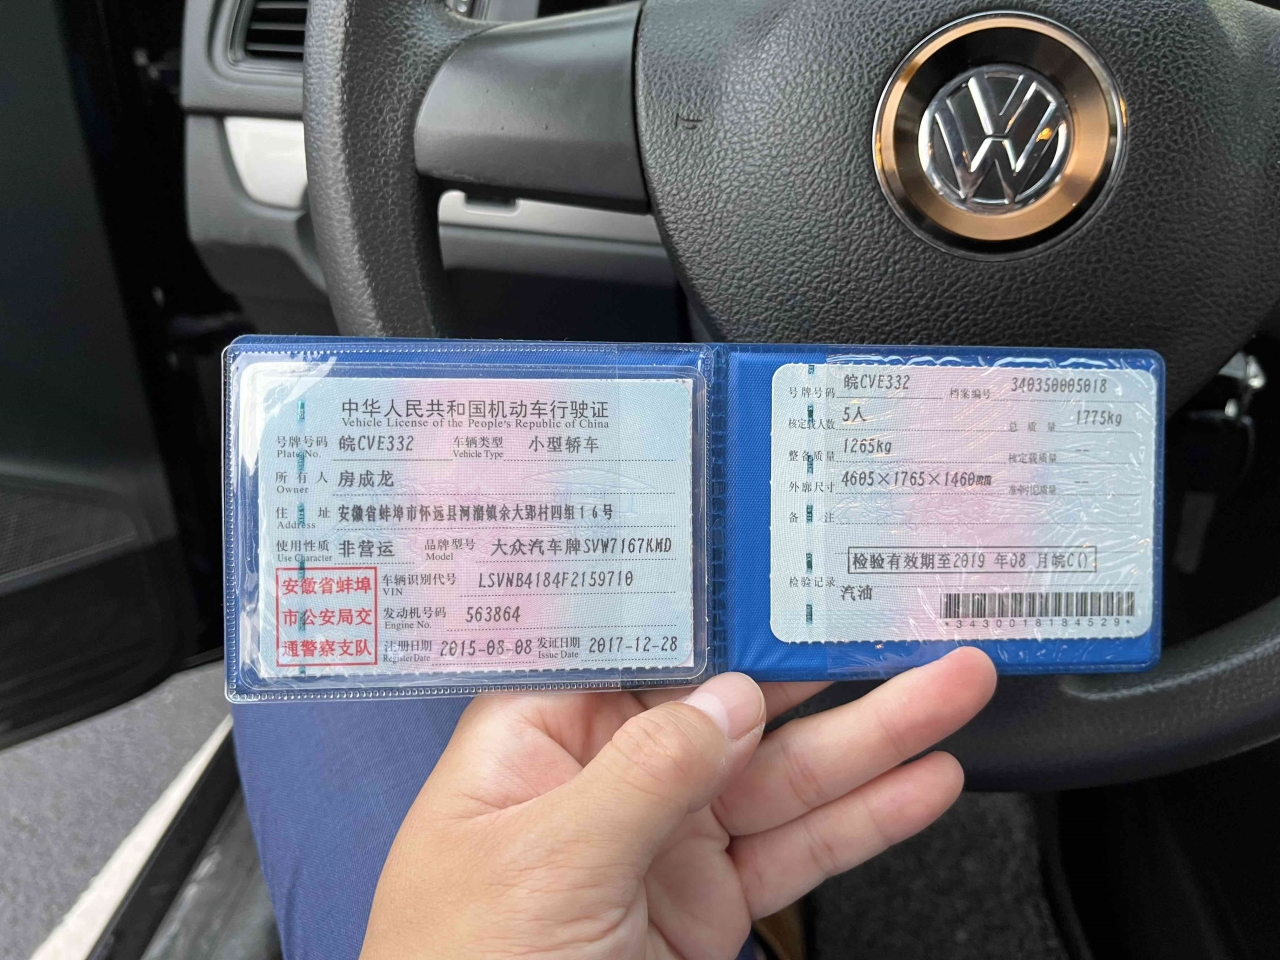 中华人民共和国机动车行驶证
Vehicle License of the People's Republic of China
号牌号码 皖CVE332 车辆类型 小型轿车
Plate No. Vehicle Type
所有人 房成龙
Owner
住址 安徽省蚌埠市怀远县河溜镇余大郢村四组16号
Address
使用性质 非营运 品牌型号 大众汽车牌SVW7167KMD
Use Character Model
安徽省蚌埠
市公安局交
通警察支队
车辆识别代号 LSVNB4184F2159710
VIN
发动机号码 563864
Engine No.
注册日期 2015-08-08 发证日期 2017-12-28
Register Date Issue Date
号牌号码 皖CVE332 档案编号 340350005018
核定载人数 5人 总质量 1775kg
整备质量 1265kg 核定载质量 --
外廓尺寸 4605×1765×1460mm 准牵引总质量 --
备注
检验有效期至2019年08月皖C()
检验记录
汽油
*3430018184529*